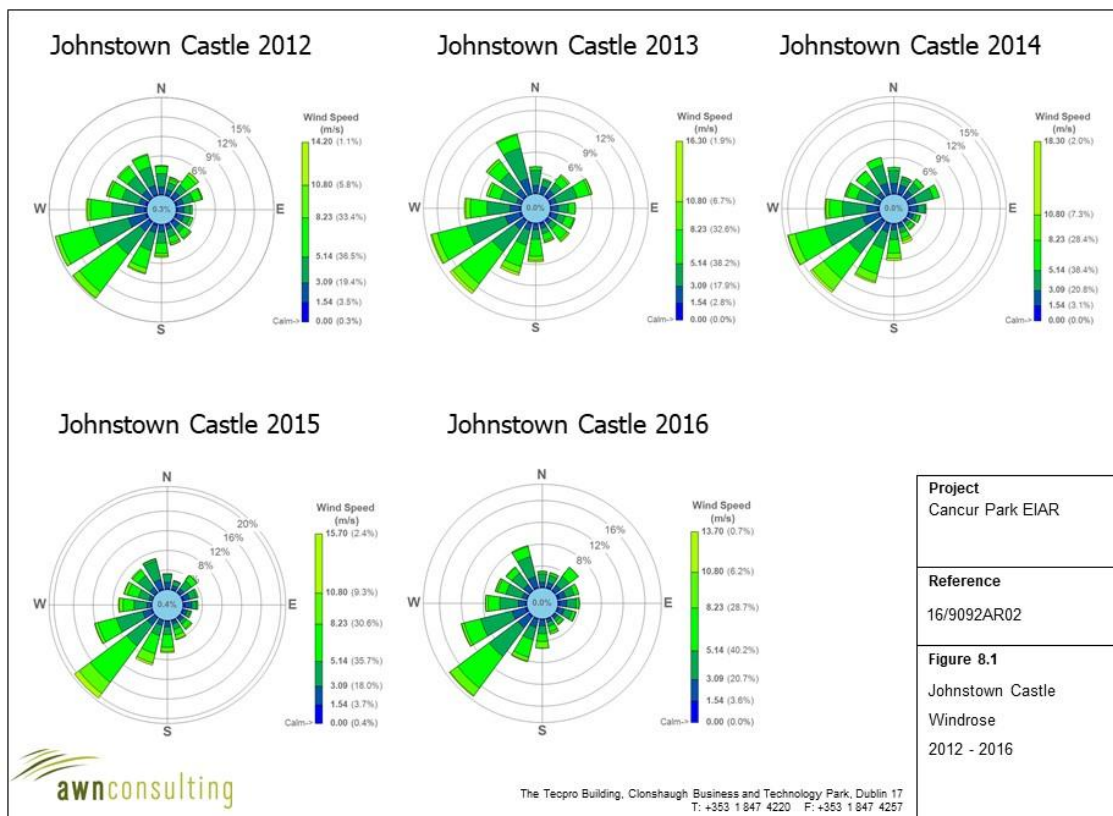 Johnstown Castle 2012
N
15%
12%
9%
6%
W
0.3%
E
S
Wind Speed
(m/s)
14.20 (1.1%)
10.80 (5.8%)
8.23 (33.4%)
5.14 (36.5%)
3.09 (19.4%)
1.54 (3.5%)
Calm-> 0.00 (0.3%)
Johnstown Castle 2013
N
12%
9%
6%
W
0.0%
E
S
Wind Speed
(m/s)
16.30 (1.9%)
10.80 (6.7%)
8.23 (32.6%)
5.14 (38.2%)
3.09 (17.9%)
1.54 (2.8%)
Calm-> 0.00 (0.0%)
Johnstown Castle 2014
N
15%
12%
9%
6%
W
0.0%
E
S
Wind Speed
(m/s)
18.30 (2.0%)
10.80 (7.3%)
8.23 (28.4%)
5.14 (38.4%)
3.09 (20.8%)
1.54 (3.1%)
Calm-> 0.00 (0.0%)
Johnstown Castle 2015
N
20%
16%
12%
8%
W
0.4%
E
S
Wind Speed
(m/s)
15.70 (2.4%)
10.80 (9.3%)
8.23 (30.6%)
5.14 (35.7%)
3.09 (18.0%)
1.54 (3.7%)
Calm-> 0.00 (0.4%)
Johnstown Castle 2016
N
16%
12%
8%
W
0.0%
E
S
Wind Speed
(m/s)
13.70 (0.7%)
10.80 (6.2%)
8.23 (28.7%)
5.14 (40.2%)
3.09 (20.7%)
1.54 (3.6%)
Calm-> 0.00 (0.0%)
Project
Cancur Park EIAR
Reference
16/9092AR02
Figure 8.1
Johnstown Castle
Windrose
2012 - 2016
awnconsulting
The Tecpro Building, Clonshaugh Business and Technology Park, Dublin 17
T: +353 1 847 4220 F: +353 1 847 4257